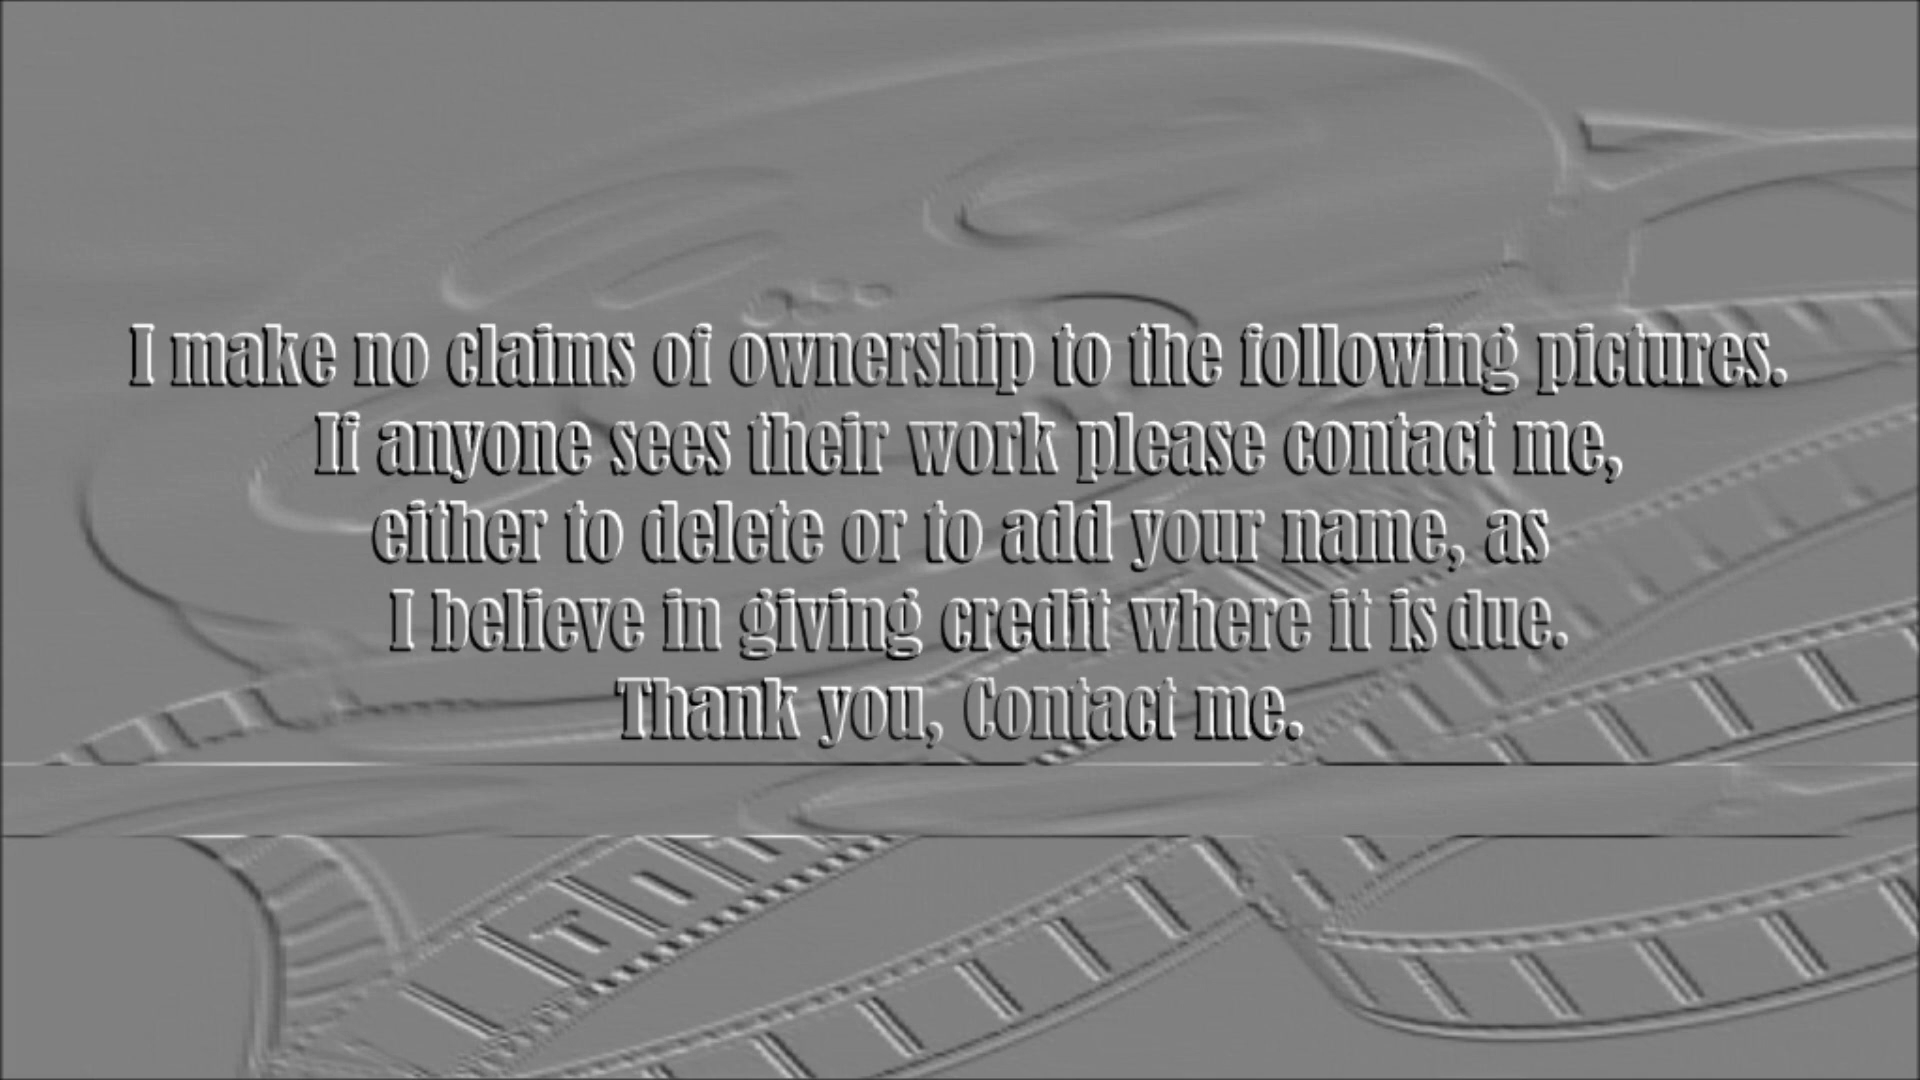 I make no claims of ownership to the following pictures.
If anyone sees their work please contact me,
either to delete or to add your name, as
I believe in giving credit where it is due.
Thank you, Contact me.